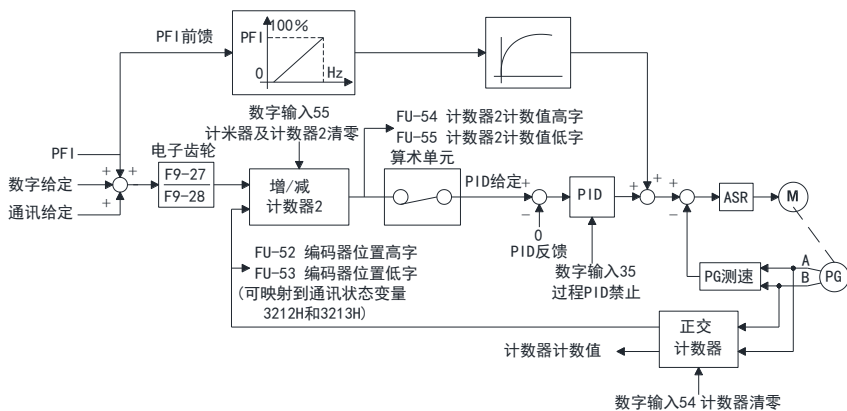 PFI前馈
PFI
100%
0
Hz
数字输入55
计米器及计数器2清零
FU-54 计数器2计数值高字
FU-55 计数器2计数值低字
PFI
数字给定
通讯给定
+
+
+
-
电子齿轮
F9-27
F9-28
增/减
计数器2
算术单元
PID给定
+
-
0
PID反馈
PID
数字输入35
过程PID禁止
+
+
+
-
ASR
M
PG测速
A
B
PG
FU-52 编码器位置高字
FU-53 编码器位置低字
(可映射到通讯状态变量
3212H和3213H)
正交
计数器
计数器计数值
数字输入54 计数器清零